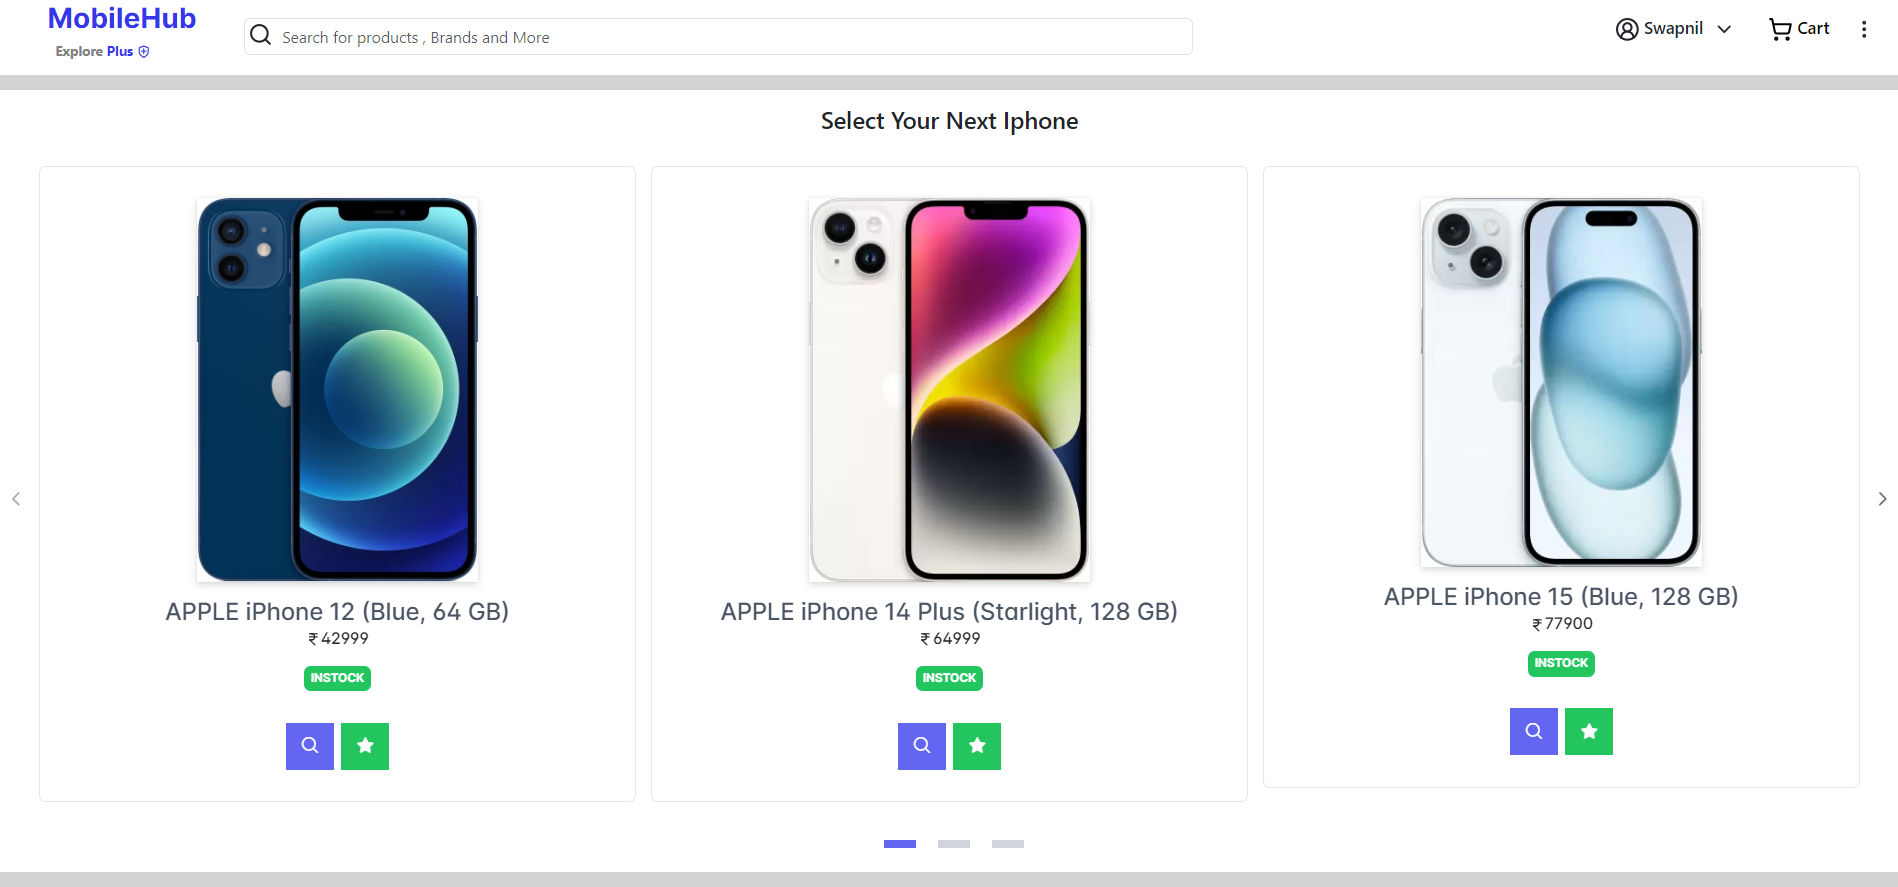 MobileHub
Explore Plus
Search for products , Brands and More
Swapnil
Cart
Select Your Next Iphone
APPLE iPhone 12 (Blue, 64 GB)
₹ 42999
INSTOCK
APPLE iPhone 14 Plus (Starlight, 128 GB)
₹ 64999
INSTOCK
APPLE iPhone 15 (Blue, 128 GB)
₹ 77900
INSTOCK